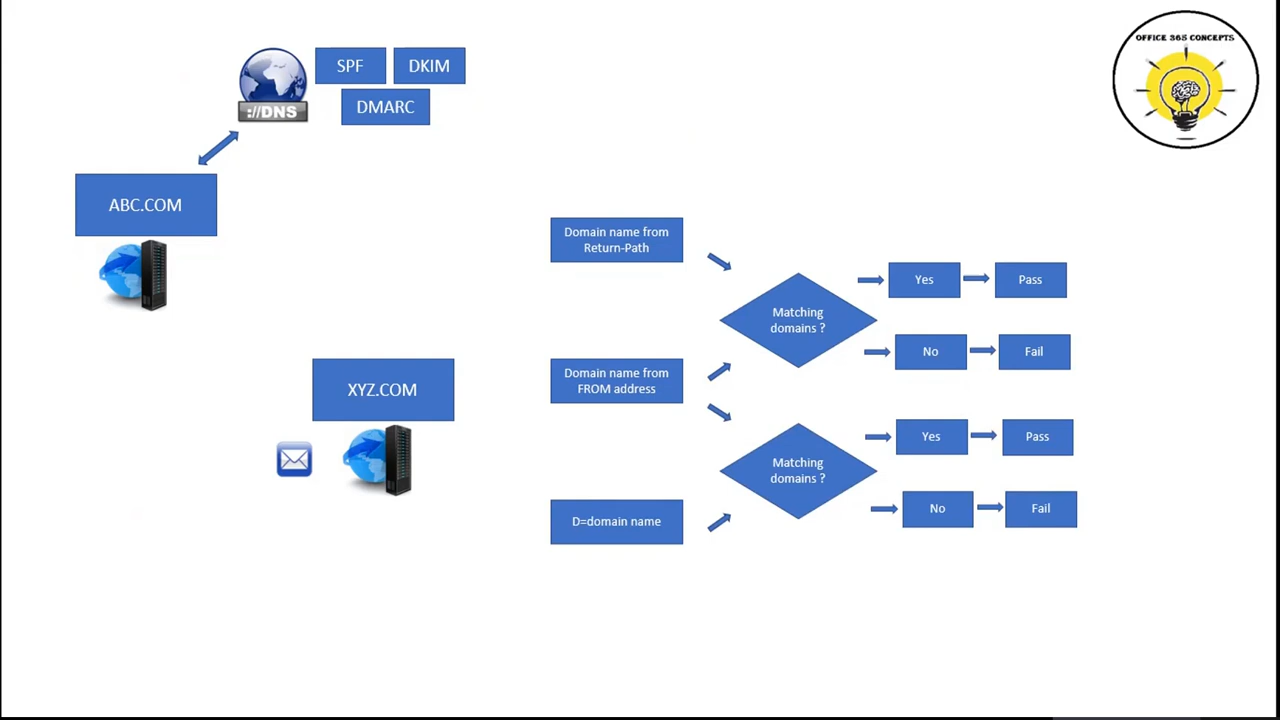 OFFICE 365 CONCEPTS
SPF
DKIM
://DNS
DMARC
ABC.COM
XYZ.COM
Domain name from
Return-Path
Matching
domains ?
Yes
Pass
No
Fail
Domain name from
FROM address
Matching
domains ?
Yes
Pass
No
Fail
D=domain name